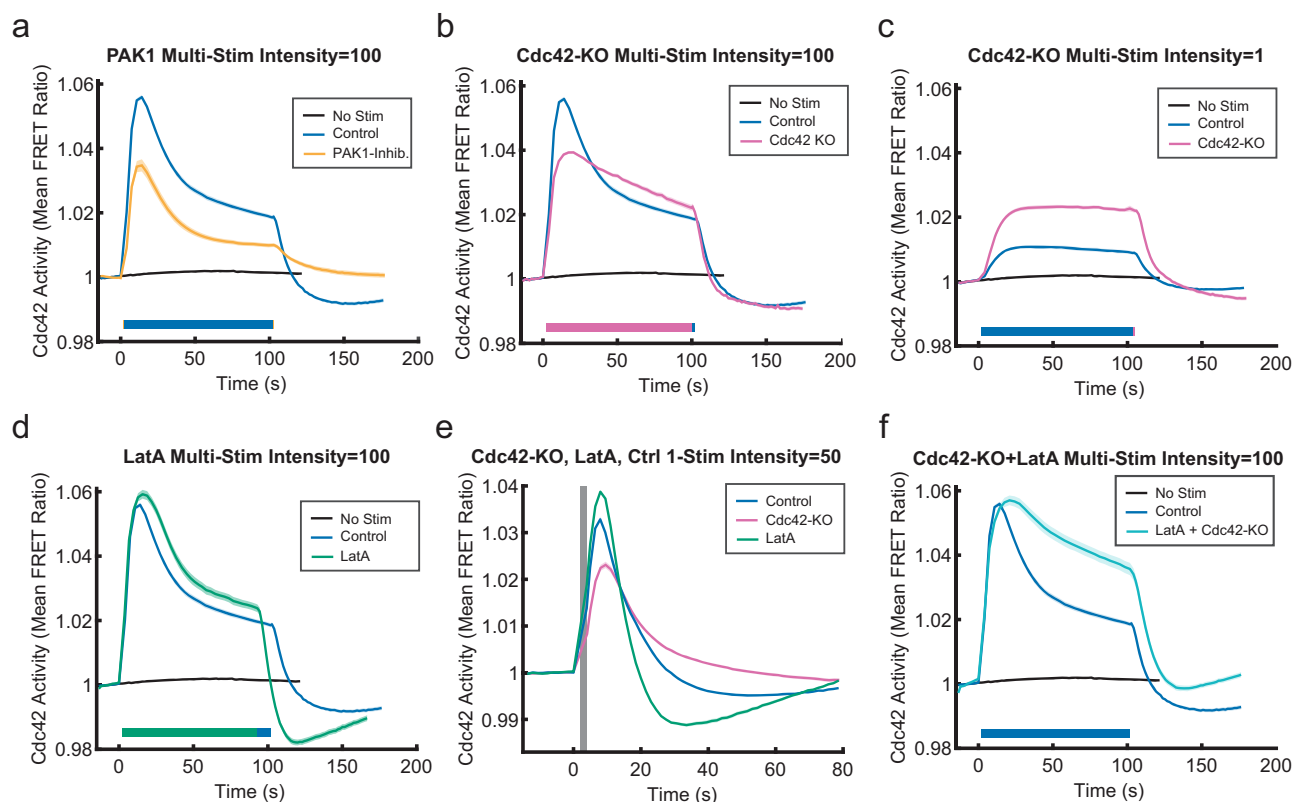 a
PAK1 Multi-Stim Intensity=100
Cdc42 Activity (Mean FRET Ratio)
1.06
1.04
1.02
1
0.98
No Stim
Control
PAK1-Inhib.
0
50
100
150
200
Time (s)
b
Cdc42-KO Multi-Stim Intensity=100
Cdc42 Activity (Mean FRET Ratio)
1.06
1.04
1.02
1
0.98
No Stim
Control
Cdc42 KO
0
50
100
150
200
Time (s)
c
Cdc42-KO Multi-Stim Intensity=1
Cdc42 Activity (Mean FRET Ratio)
1.06
1.04
1.02
1
0.98
No Stim
Control
Cdc42-KO
0
50
100
150
200
Time (s)
d
LatA Multi-Stim Intensity=100
Cdc42 Activity (Mean FRET Ratio)
1.06
1.04
1.02
1
0.98
No Stim
Control
LatA
0
50
100
150
200
Time (s)
e
Cdc42-KO, LatA, Ctrl 1-Stim Intensity=50
Cdc42 Activity (Mean FRET Ratio)
1.04
1.03
1.02
1.01
1
0.99
Control
Cdc42-KO
LatA
0
20
40
60
80
Time (s)
f
Cdc42-KO+LatA Multi-Stim Intensity=100
Cdc42 Activity (Mean FRET Ratio)
1.06
1.04
1.02
1
0.98
No Stim
Control
LatA + Cdc42-KO
0
50
100
150
200
Time (s)